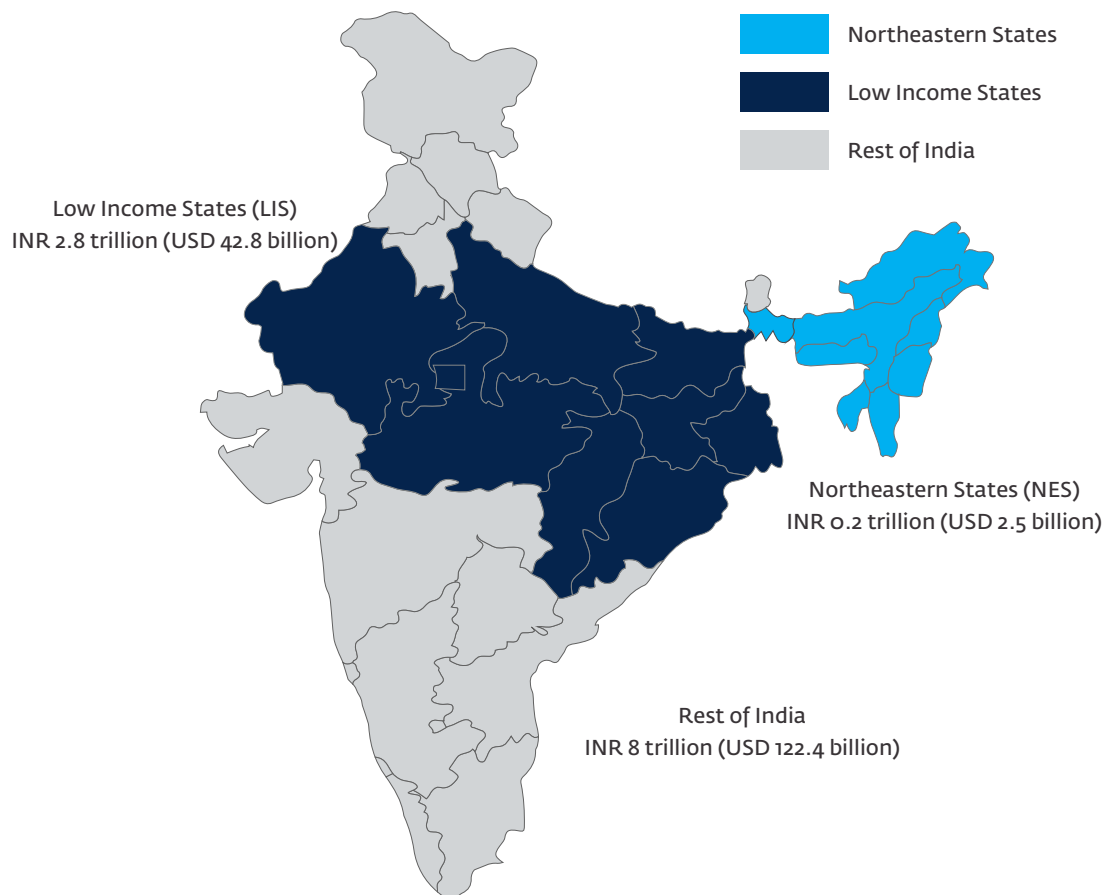 Northeastern States
Low Income States
Rest of India
Low Income States (LIS)
INR 2.8 trillion (USD 42.8 billion)
Northeastern States (NES)
INR 0.2 trillion (USD 2.5 billion)
Rest of India
INR 8 trillion (USD 122.4 billion)